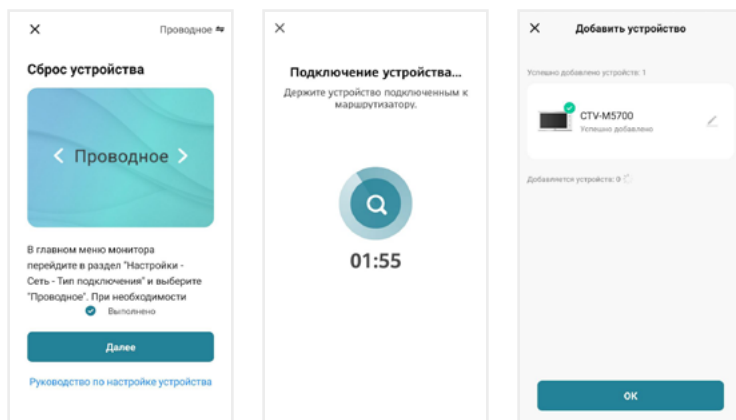 Проводное
Сброс устройства
Проводное
В главном меню монитора
перейдите в раздел "Настройки -
Сеть - Тип подключения" и выберите
"Проводное". При необходимости
Выполнено
Далее
Руководство по настройке устройства
Подключение устройства...
Держите устройство подключенным к
маршрутизатору.
01:55
Добавить устройство
Успешно добавлено устройств: 1
CTV-M5700
Успешно добавлено
Добавляется устройств: 0
ОК